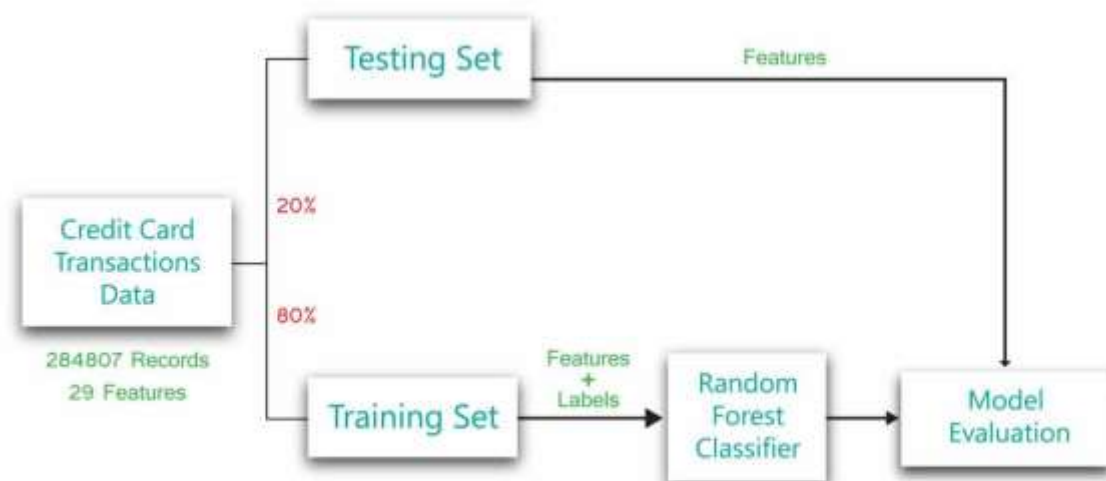 Testing Set
Features
20%
Credit Card
Transactions
Data
80%
284807 Records
29 Features
Training Set
Features
+
Labels
Random
Forest
Classifier
Model
Evaluation